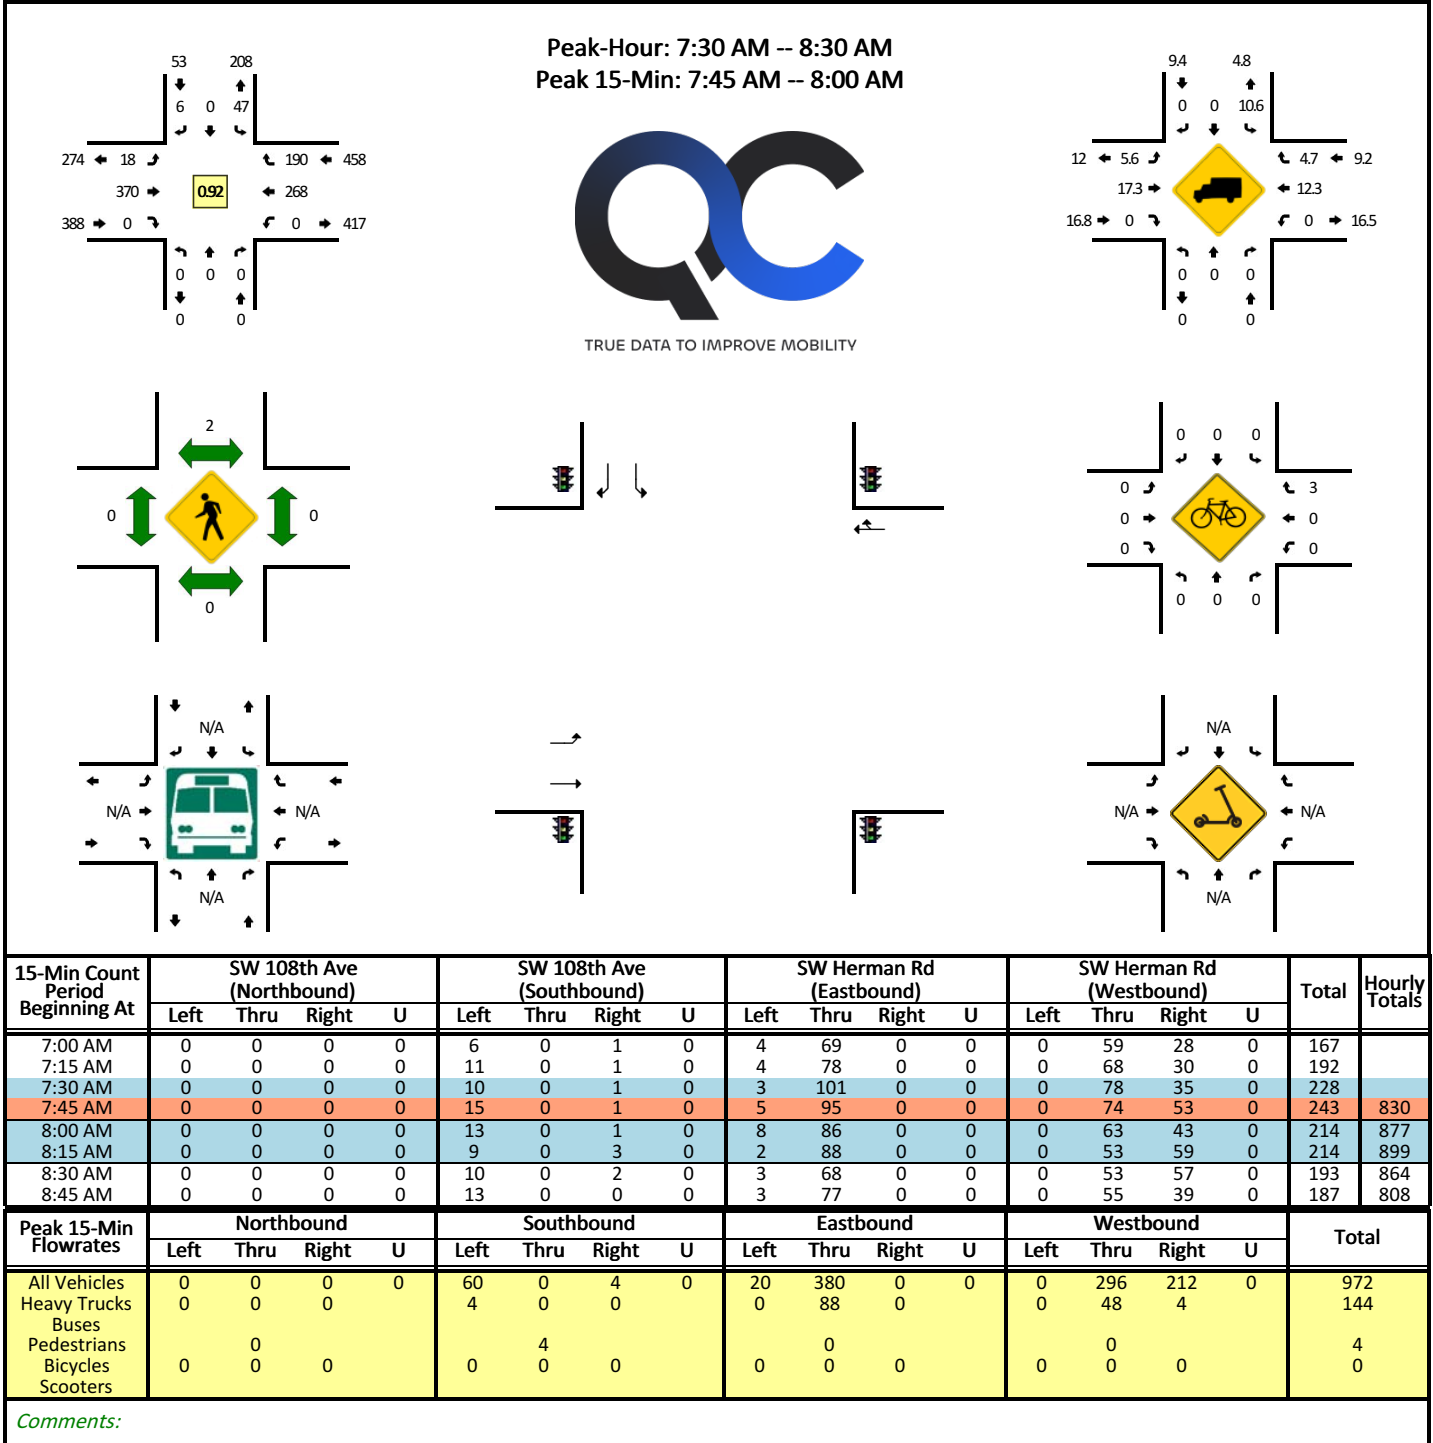 Peak-Hour: 7:30 AM -- 8:30 AM
Peak 15-Min: 7:45 AM -- 8:00 AM
53 208
6 0 47
274 18 190 458
370 0.92 268
388 0 0 417
0 0 0
0 0
9.4 4.8
0 0 10.6
12 5.6 4.7 9.2
17.3 12.3
16.8 0 0 16.5
0 0 0
0 0
TRUE DATA TO IMPROVE MOBILITY
2
0 0
0
0 0 0
0 3
0 0
0 0
0 0 0
N/A
N/A N/A
N/A
N/A
N/A N/A
N/A
15-Min Count Period Beginning At SW 108th Ave (Northbound) SW 108th Ave (Southbound) SW Herman Rd (Eastbound) SW Herman Rd (Westbound) Total Hourly Totals
Left Thru Right U Left Thru Right U Left Thru Right U Left Thru Right U
7:00 AM 0 0 0 0 6 0 1 0 4 69 0 0 0 59 28 0 167
7:15 AM 0 0 0 0 11 0 1 0 4 78 0 0 0 68 30 0 192
7:30 AM 0 0 0 0 10 0 1 0 3 101 0 0 0 78 35 0 228
7:45 AM 0 0 0 0 15 0 1 0 5 95 0 0 0 74 53 0 243 830
8:00 AM 0 0 0 0 13 0 1 0 8 86 0 0 0 63 43 0 214 877
8:15 AM 0 0 0 0 9 0 3 0 2 88 0 0 0 53 59 0 214 899
8:30 AM 0 0 0 0 10 0 2 0 3 68 0 0 0 53 57 0 193 864
8:45 AM 0 0 0 0 13 0 0 0 3 77 0 0 0 55 39 0 187 808
Peak 15-Min Flowrates Northbound Southbound Eastbound Westbound Total
Left Thru Right U Left Thru Right U Left Thru Right U Left Thru Right U
All Vehicles 0 0 0 0 60 0 4 0 20 380 0 0 0 296 212 0 972
Heavy Trucks 0 0 0 4 0 0 0 88 0 0 48 4 144
Buses
Pedestrians 0 4 0 0 4
Bicycles 0 0 0 0 0 0 0 0 0 0 0 0 0
Scooters
Comments: